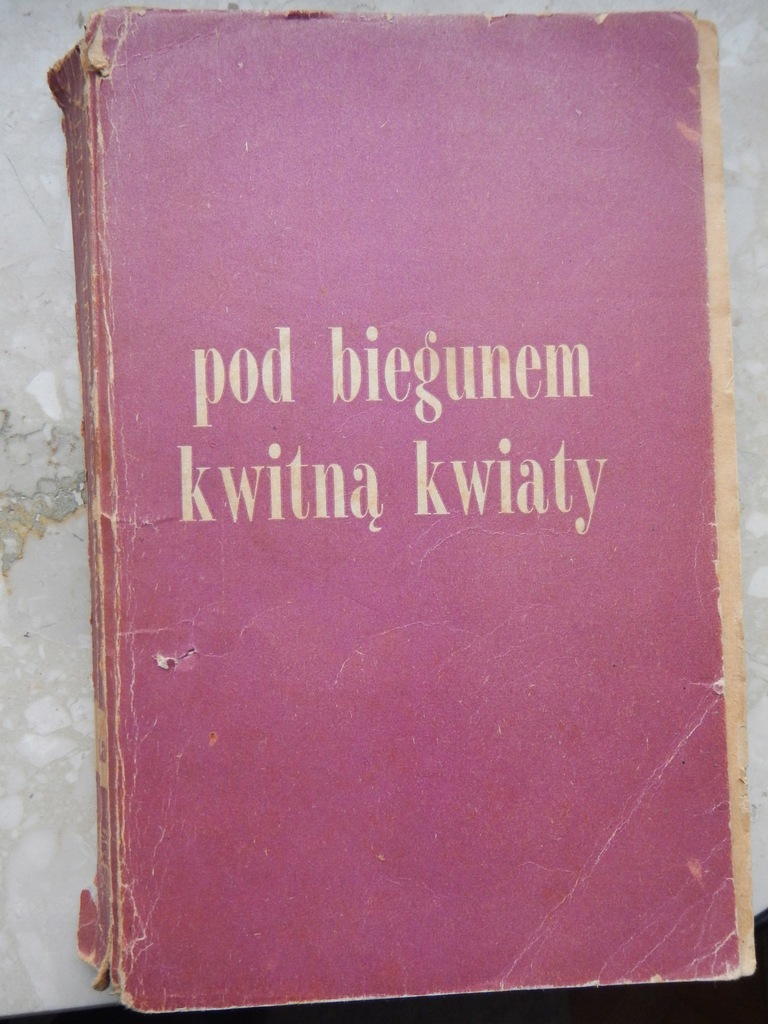 pod biegunem
kwitną kwiaty